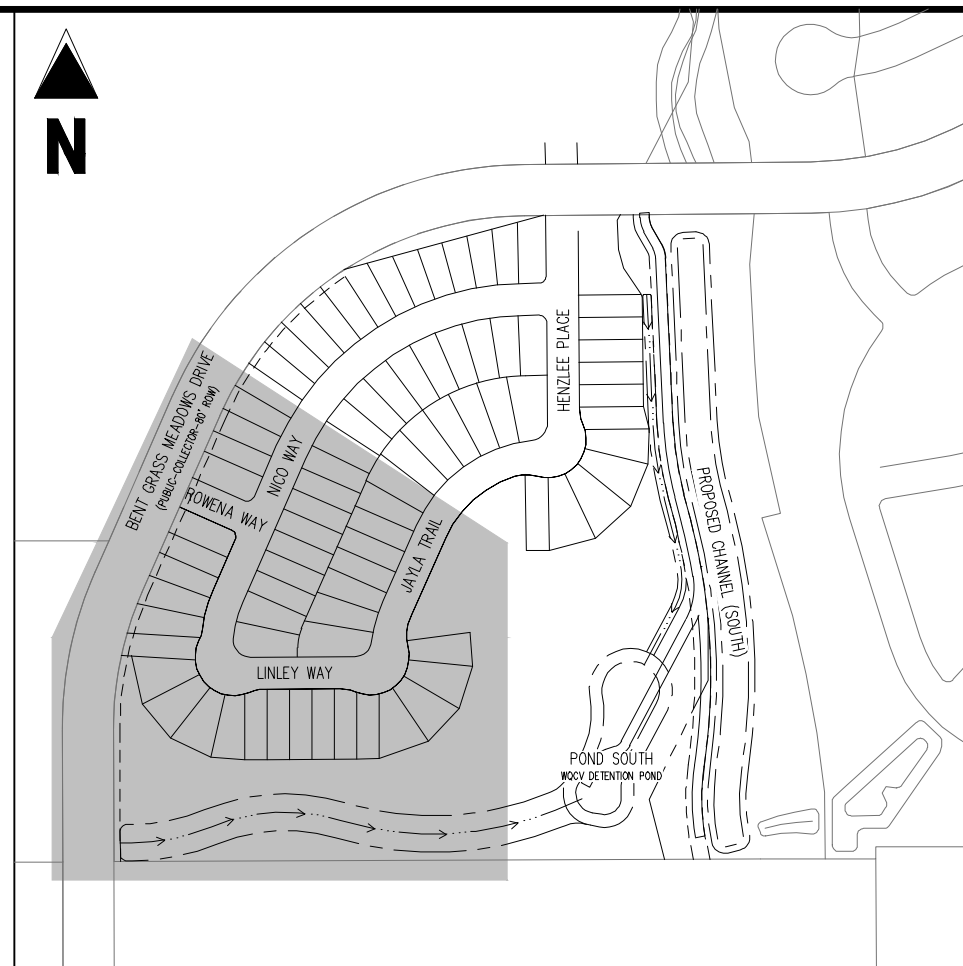 N
BENT GRASS MEADOWS DRIVE
(PUBLIC-COLLECTOR-80' ROW)
HENZLEE PLACE
NICO WAY
ROWENA WAY
JAYLA TRAIL
PROPOSED CHANNEL (SOUTH)
LINLEY WAY
POND SOUTH
WQCV DETENTION POND